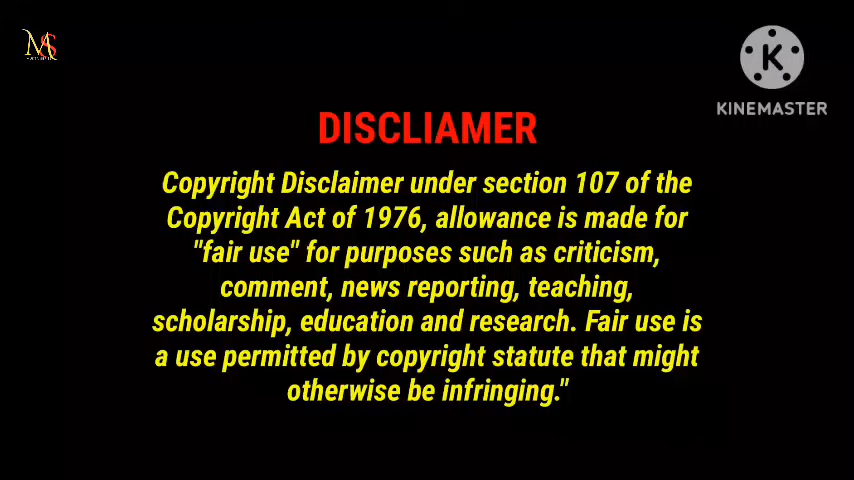 MS
KINEMASTER
DISCLIAMER
Copyright Disclaimer under section 107 of the
Copyright Act of 1976, allowance is made for
"fair use" for purposes such as criticism,
comment, news reporting, teaching,
scholarship, education and research. Fair use is
a use permitted by copyright statute that might
otherwise be infringing."